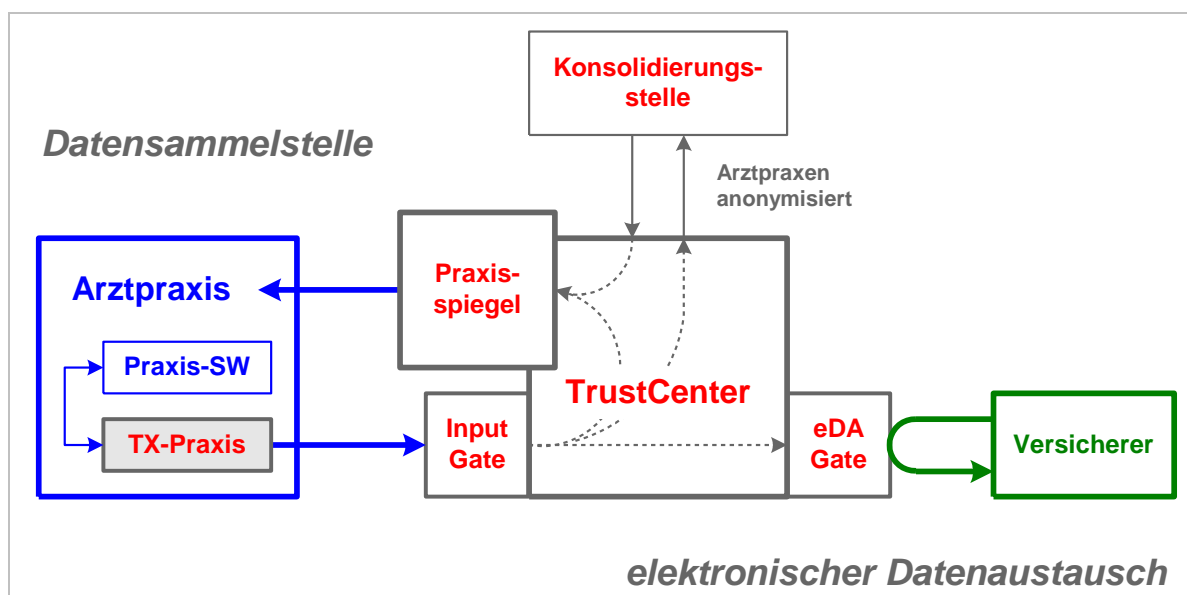 Konsolidierungs-
stelle
Datensammelstelle
Arztpraxen
anonymisiert
Arztpraxis
Praxis-
spiegel
Praxis-SW
TrustCenter
TX-Praxis
Input
Gate
eDA
Gate
Versicherer
elektronischer Datenaustausch